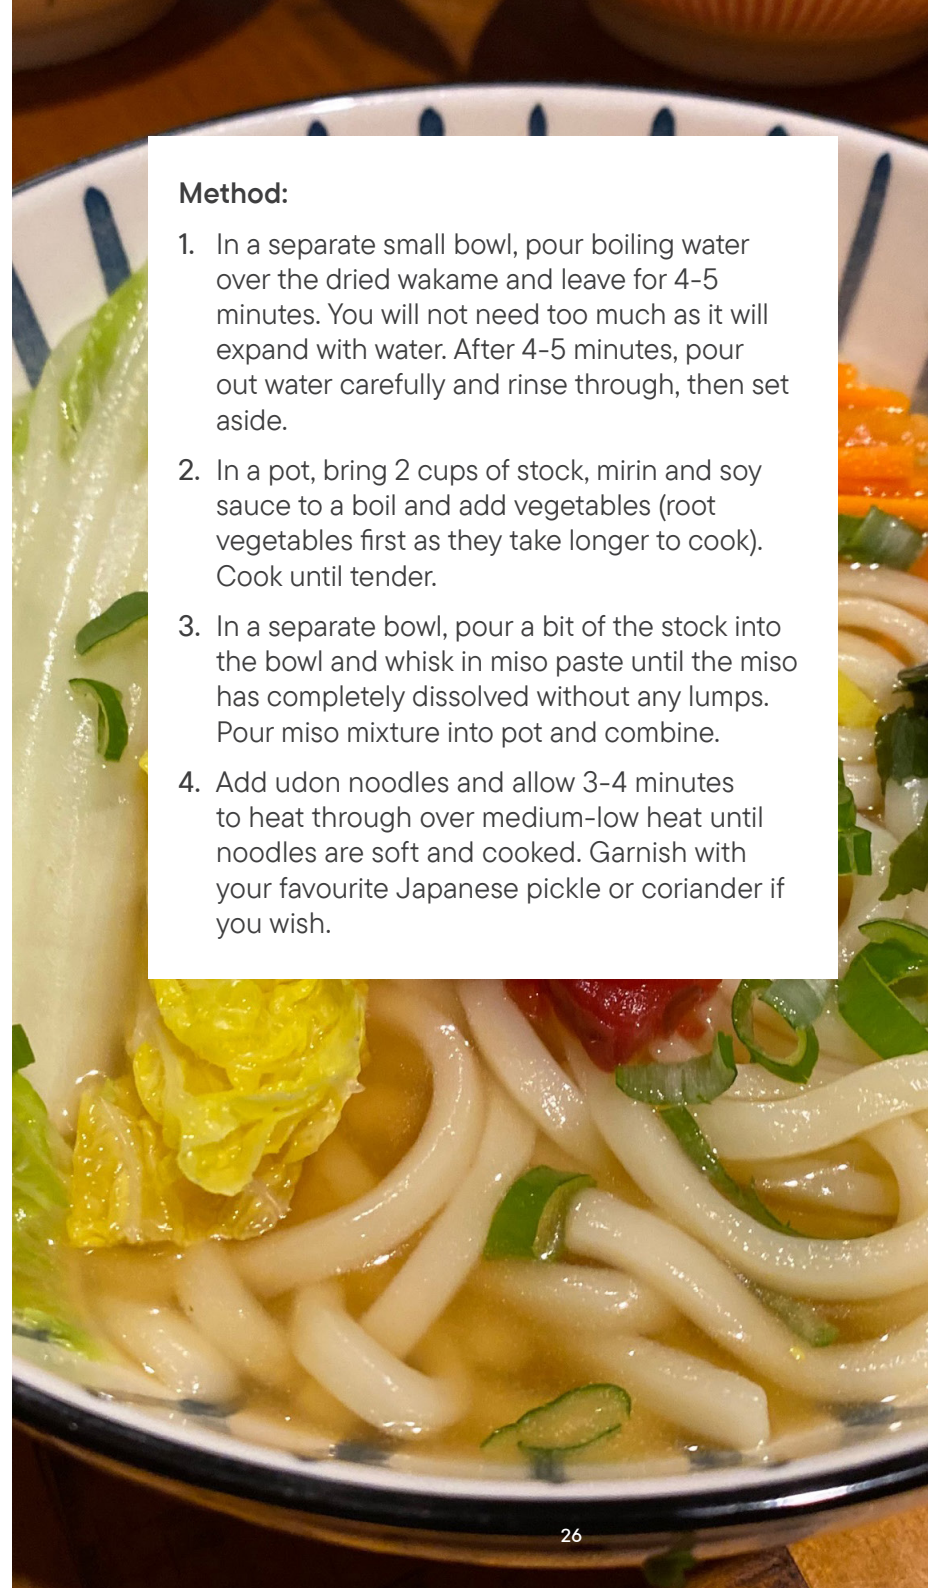 Method:
1. In a separate small bowl, pour boiling water
over the dried wakame and leave for 4-5
minutes. You will not need too much as it will
expand with water. After 4-5 minutes, pour
out water carefully and rinse through, then set
aside.
2. In a pot, bring 2 cups of stock, mirin and soy
sauce to a boil and add vegetables (root
vegetables first as they take longer to cook).
Cook until tender.
3. In a separate bowl, pour a bit of the stock into
the bowl and whisk in miso paste until the miso
has completely dissolved without any lumps.
Pour miso mixture into pot and combine.
4. Add udon noodles and allow 3-4 minutes
to heat through over medium-low heat until
noodles are soft and cooked. Garnish with
your favourite Japanese pickle or coriander if
you wish.
26